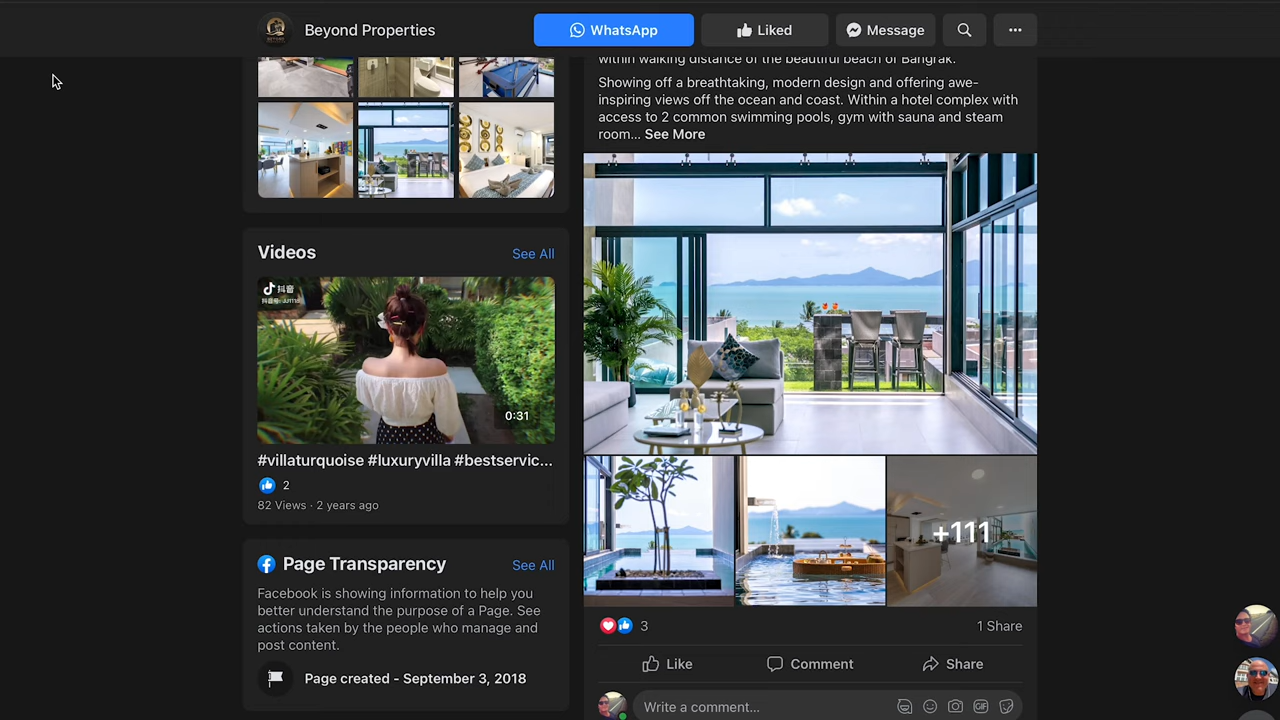 Beyond Properties
WhatsApp
Liked
Message
within walking distance of the beautiful beach of Bangrak.
Showing off a breathtaking, modern design and offering awe-
inspiring views off the ocean and coast. Within a hotel complex with
access to 2 common swimming pools, gym with sauna and steam
room... See More
Videos
See All
抖音
0:31
#villaturquoise #luxuryvilla #bestservic...
2
82 Views · 2 years ago
Page Transparency
See All
Facebook is showing information to help you
better understand the purpose of a Page. See
actions taken by the people who manage and
post content.
Page created - September 3, 2018
+111
3
1 Share
Like
Comment
Share
Write a comment...
GIF